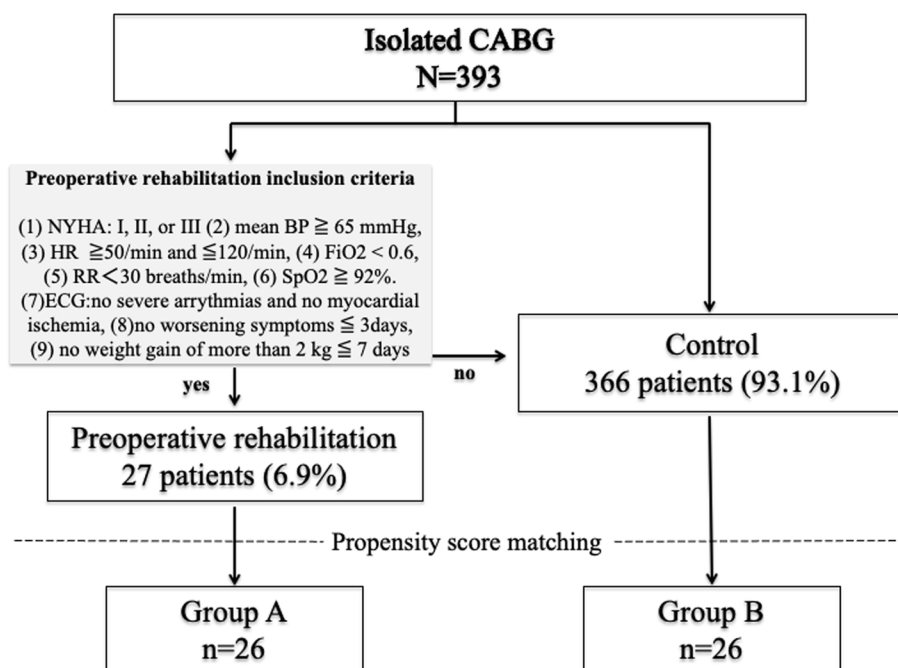 Isolated CABG
N=393
Preoperative rehabilitation inclusion criteria
(1) NYHA: I, II, or III (2) mean BP ≧ 65 mmHg,
(3) HR ≧50/min and ≦120/min, (4) FiO2 < 0.6,
(5) RR＜30 breaths/min, (6) SpO2 ≧ 92%.
(7)ECG:no severe arrythmias and no myocardial
ischemia, (8)no worsening symptoms ≦ 3days,
(9) no weight gain of more than 2 kg ≦ 7 days
yes
no
Control
366 patients (93.1%)
Preoperative rehabilitation
27 patients (6.9%)
Propensity score matching
Group A
n=26
Group B
n=26